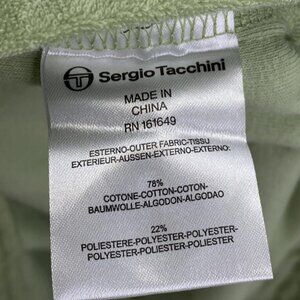 Sergio Tacchini
MADE IN
CHINA
RN 161649
ESTERNO-OUTER FABRIC-TISSU
EXTERIEUR-AUSSEN-EXTERNO-EXTERNO:
78%
COTONE-COTTON-COTON-
BAUMWOLLE-ALGODON-ALGODAO
22%
POLIESTERE-POLYESTER-POLYESTER-
POLYESTER-POLIESTER-POLIESTER